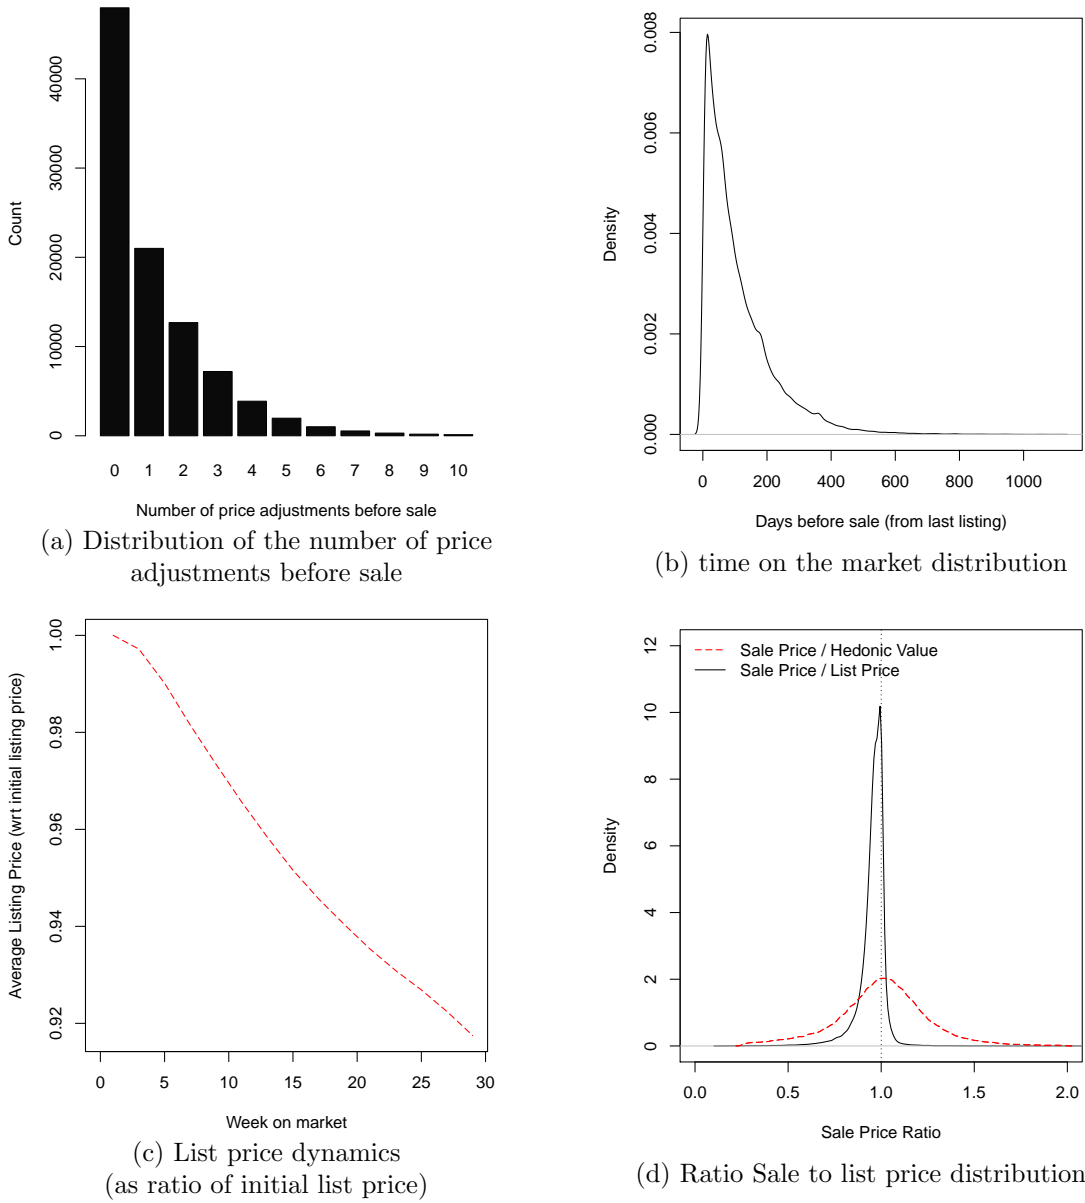 40000
30000
20000
10000
0
Count
0 1 2 3 4 5 6 7 8 9 10
Number of price adjustments before sale
(a) Distribution of the number of price
adjustments before sale
0.008
0.006
0.004
0.002
0.000
Density
0 200 400 600 800 1000
Days before sale (from last listing)
(b) time on the market distribution
1.00
0.98
0.96
0.94
0.92
Average Listing Price (wrt initial listing price)
0 5 10 15 20 25 30
Week on market
(c) List price dynamics
(as ratio of initial list price)
Sale Price / Hedonic Value
Sale Price / List Price
12
10
8
6
4
2
0
Density
0.0 0.5 1.0 1.5 2.0
Sale Price Ratio
(d) Ratio Sale to list price distribution